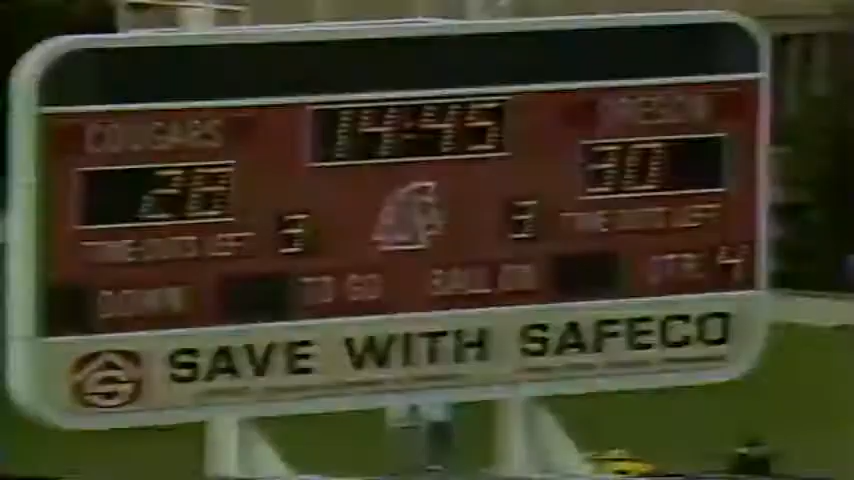 COUGARS 14:45 OREGON
28 30
TIME OUTS LEFT 3 3 TIME OUTS LEFT
DOWN TO GO BALL ON QTR 4
SAVE WITH SAFECO